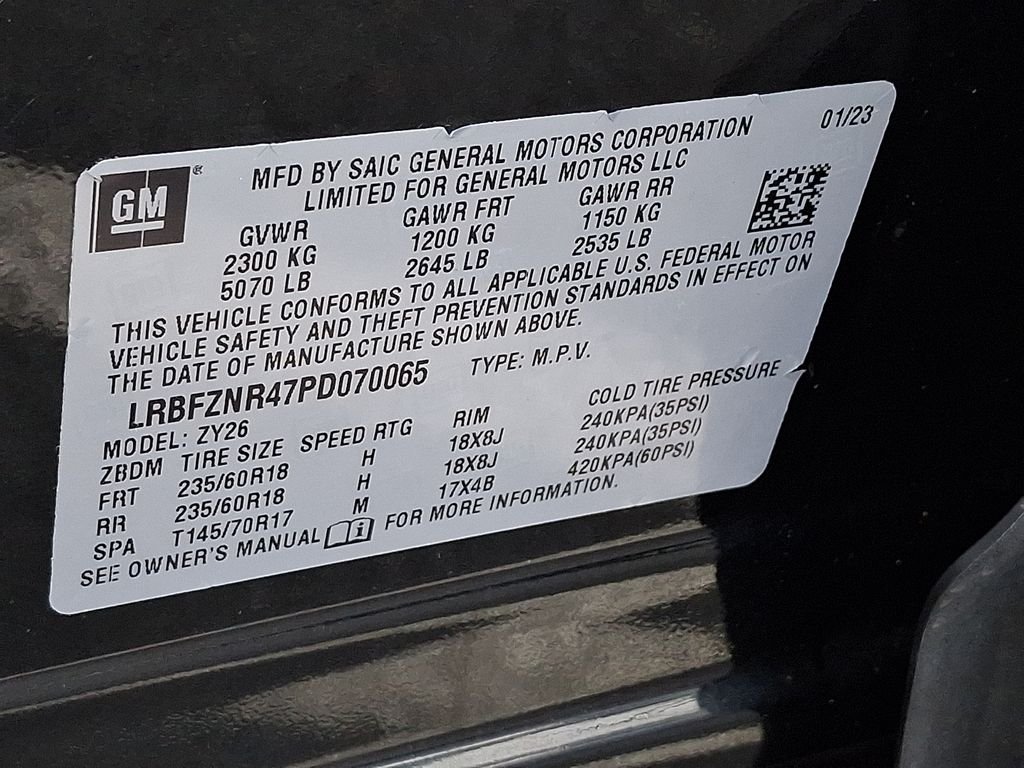 GM®
01/23
MFD BY SAIC GENERAL MOTORS CORPORATION
LIMITED FOR GENERAL MOTORS LLC
GVWR GAWR FRT GAWR RR
2300 KG 1200 KG 1150 KG
5070 LB 2645 LB 2535 LB
THIS VEHICLE CONFORMS TO ALL APPLICABLE U.S. FEDERAL MOTOR
VEHICLE SAFETY AND THEFT PREVENTION STANDARDS IN EFFECT ON
THE DATE OF MANUFACTURE SHOWN ABOVE.
LRBFZNR47PD070065 TYPE: M.P.V.
MODEL: ZY26
ZBDM TIRE SIZE SPEED RTG RIM COLD TIRE PRESSURE
FRT 235/60R18 H 18X8J 240KPA(35PSI)
RR 235/60R18 H 18X8J 240KPA(35PSI)
SPA T145/70R17 M 17X4B 420KPA(60PSI)
SEE OWNER'S MANUAL i FOR MORE INFORMATION.